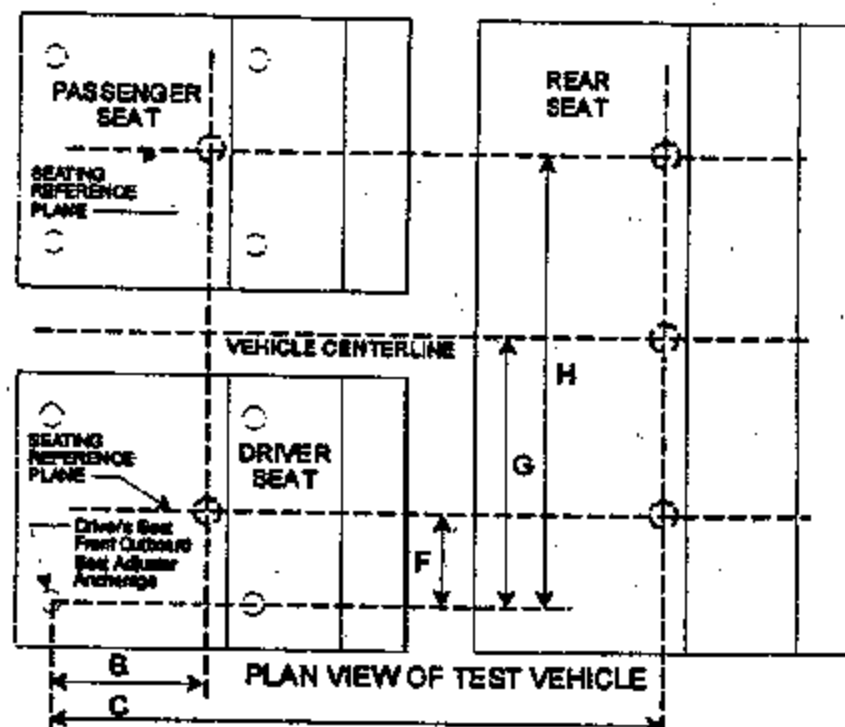 PASSENGER
SEAT
REAR
SEAT
SEATING
REFERENCE
PLANE
H
VEHICLE CENTERLINE
SEATING
REFERENCE
PLANE
DRIVER
SEAT
G
Driver's Seat
Front Outboard
Seat Adjuster
Anchorage
F
B
PLAN VIEW OF TEST VEHICLE
C